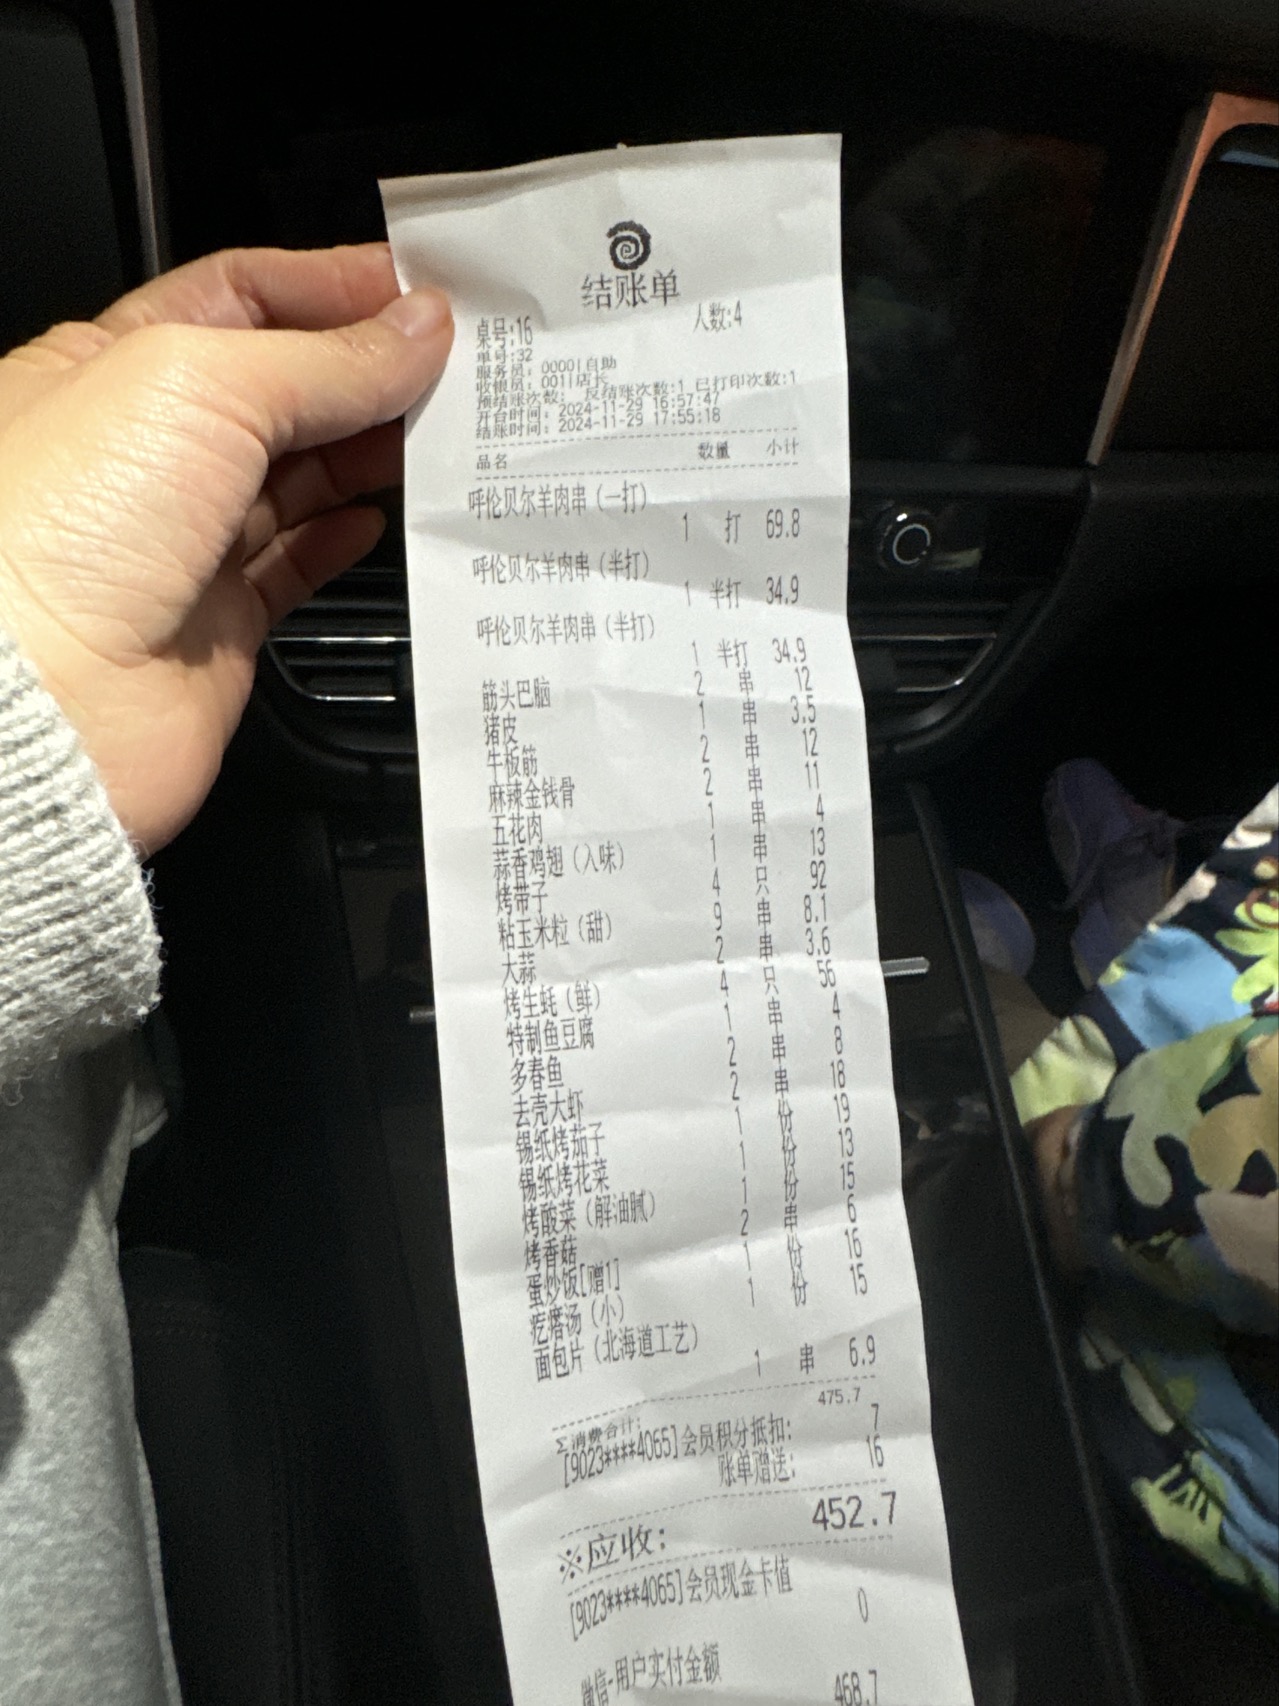 结账单
桌号:16 人数:4
单号:32
服务员: 0000|自助
收银员: 0011|店长
预结账次数: 反结账次数:1 已打印次数:1
开台时间: 2024-11-29 16:57:47
结账时间: 2024-11-29 17:55:18
品名 数量 小计
呼伦贝尔羊肉串(一打)
1 打 69.8
呼伦贝尔羊肉串(半打)
1 半打 34.9
呼伦贝尔羊肉串(半打)
1 半打 34.9
筋头巴脑 2 串 12
猪皮 1 串 3.5
牛板筋 2 串 12
麻辣金钱骨 2 串 11
五花肉 1 串 4
蒜香鸡翅(入味) 1 串 13
烤带子 4 只 92
粘玉米粒(甜) 9 串 8.1
大蒜 2 串 3.6
烤生蚝(鲜) 4 只 56
特制鱼豆腐 1 串 4
多春鱼 2 串 8
去壳大虾 2 串 18
锡纸烤茄子 1 份 19
锡纸烤花菜 1 份 13
烤酸菜(解油腻) 1 份 15
烤香菇 2 串 6
蛋炒饭[赠1] 1 份 16
疙瘩汤(小) 1 份 15
面包片(北海道工艺)
1 串 6.9
Σ消费合计: 475.7
[9023****4065]会员积分抵扣: 7
账单赠送: 16
※应收: 452.7
[9023****4065]会员现金卡值
0
微信-用户实付金额
468.7